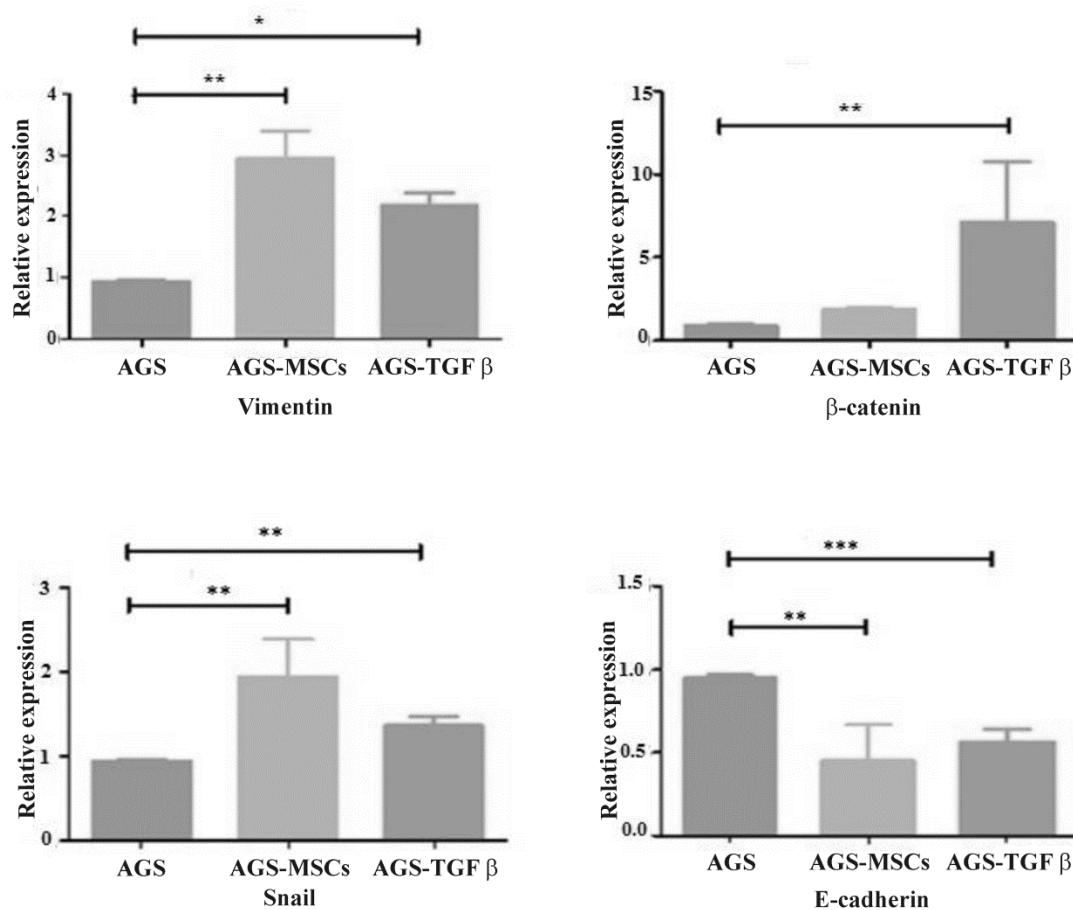 *
**
4
3
2
1
0
Relative expression
AGS AGS-MSCs AGS-TGF β
Vimentin
**
15
10
5
0
Relative expression
AGS AGS-MSCs AGS-TGF β
β-catenin
**
**
3
2
1
0
Relative expression
AGS AGS-MSCs AGS-TGF β
Snail
***
**
1.5
1.0
0.5
0.0
Relative expression
AGS AGS-MSCs AGS-TGF β
E-cadherin